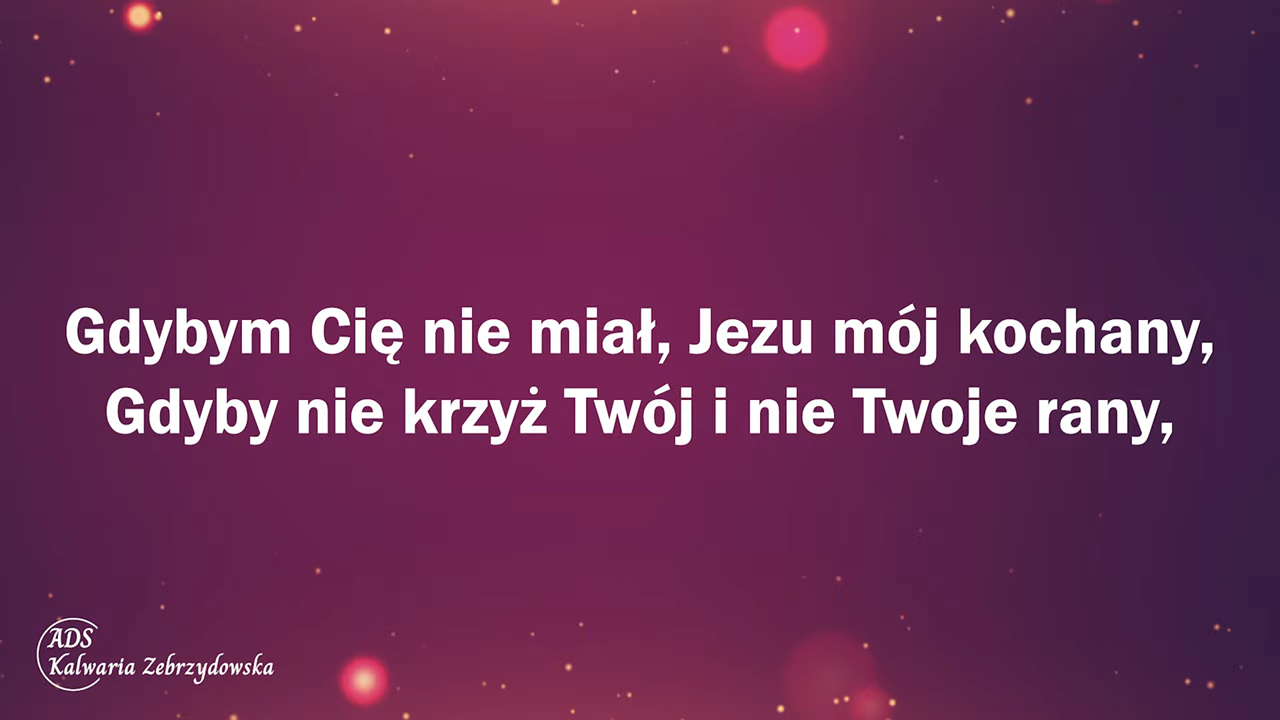 Gdybym Cię nie miał, Jezu mój kochany,
Gdyby nie krzyż Twój i nie Twoje rany,
ADS
Kalwaria Zebrzydowska